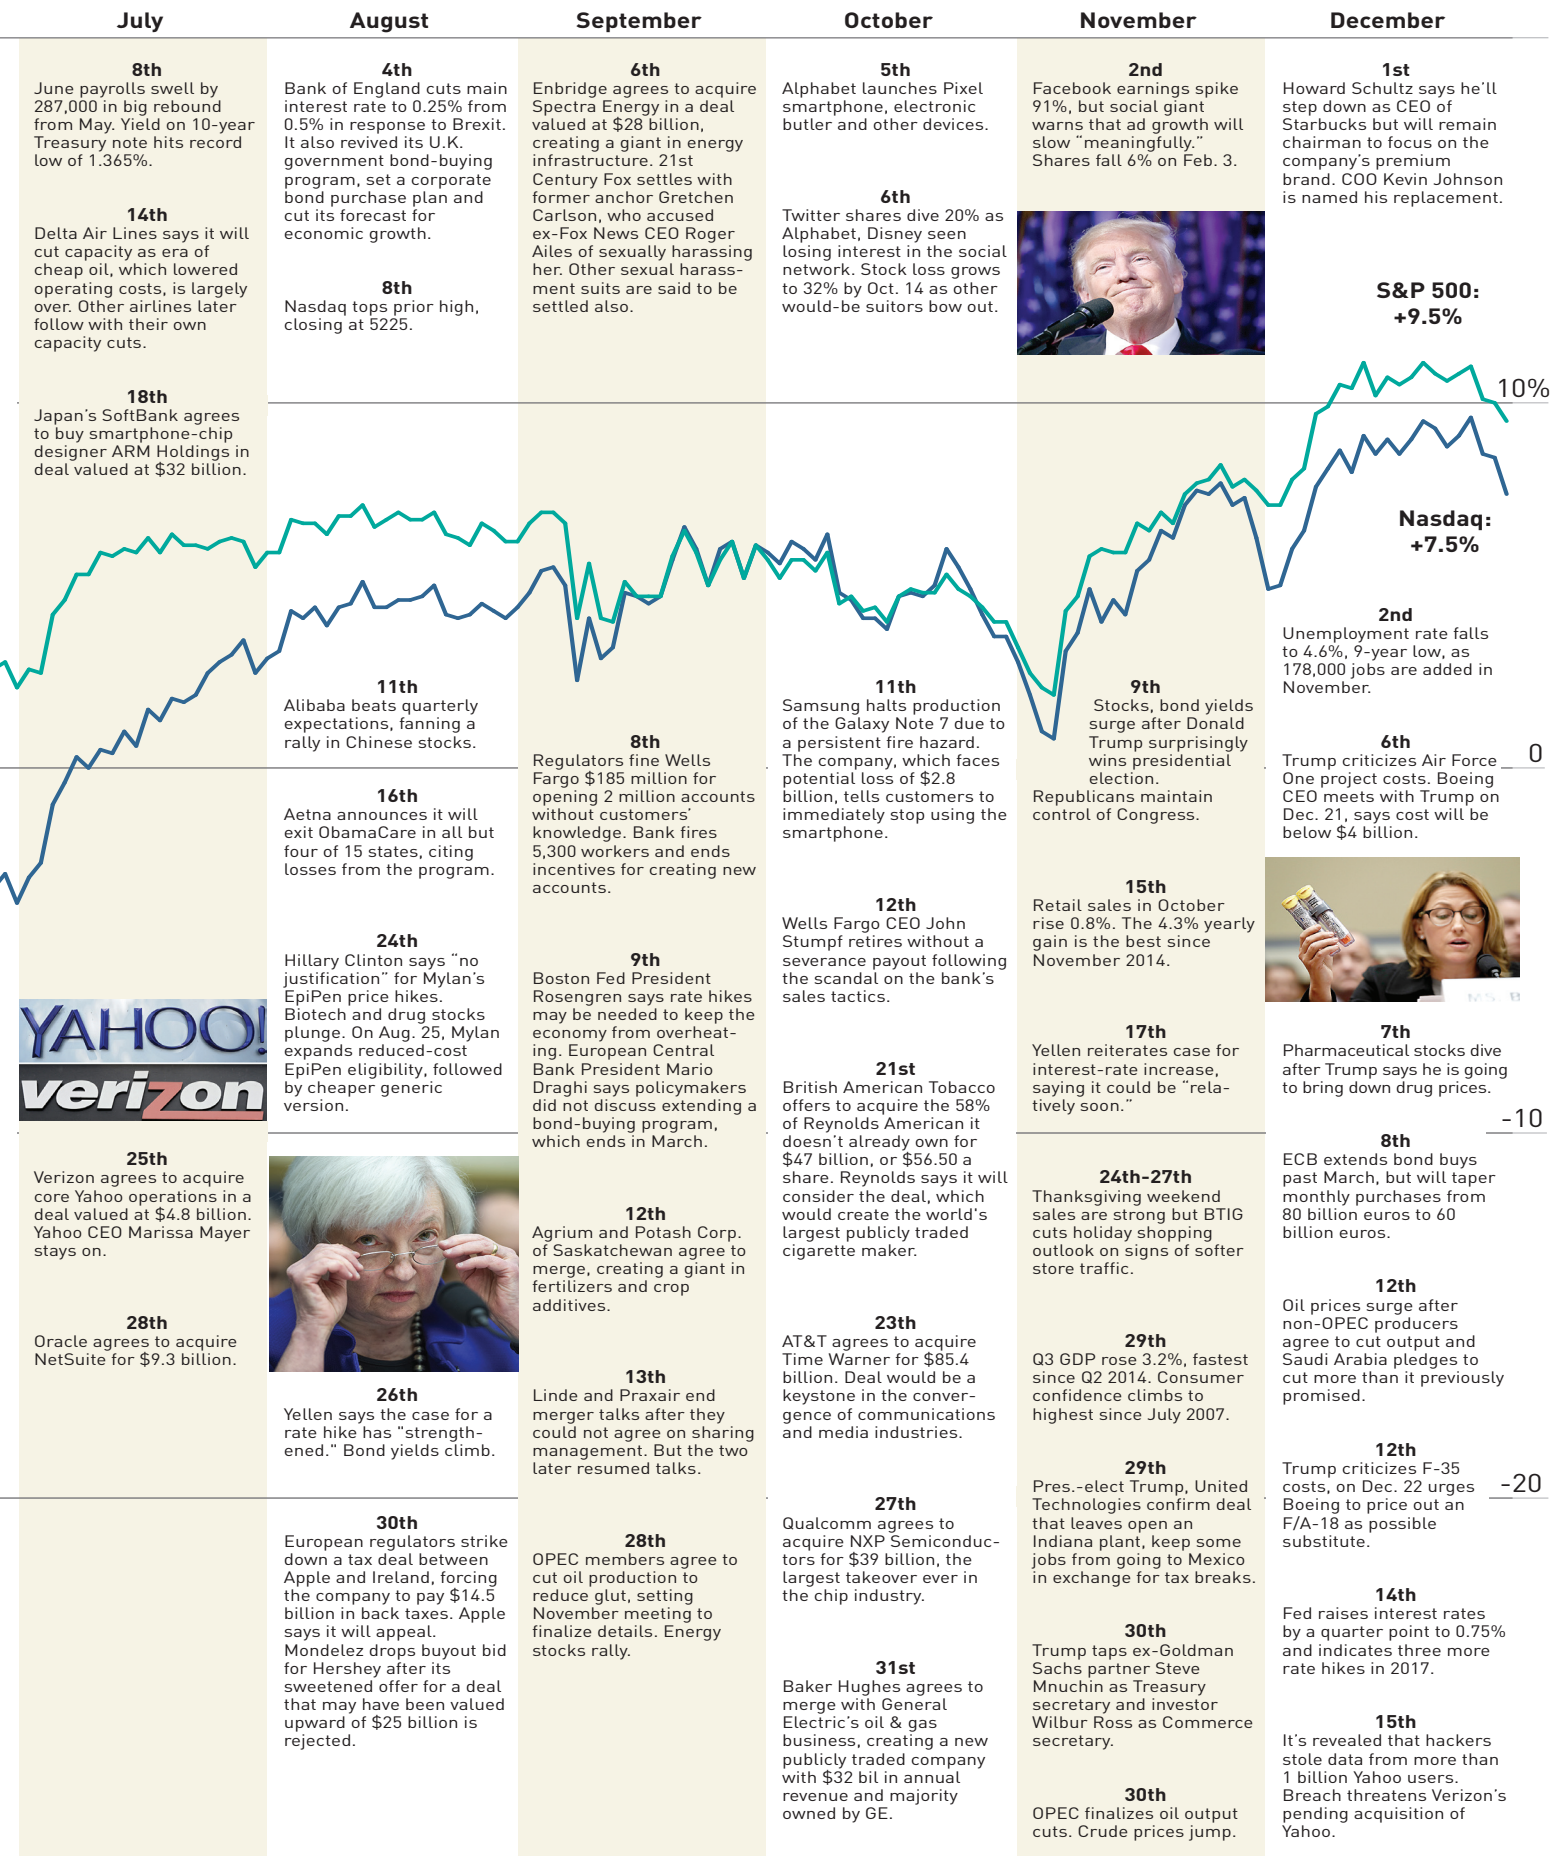 July
August
September
October
November
December
8th
June payrolls swell by
287,000 in big rebound
from May. Yield on 10-year
Treasury note hits record
low of 1.365%.
14th
Delta Air Lines says it will
cut capacity as era of
cheap oil, which lowered
operating costs, is largely
over. Other airlines later
follow with their own
capacity cuts.
18th
Japan's SoftBank agrees
to buy smartphone-chip
designer ARM Holdings in
deal valued at $32 billion.
YAHOO!
verizon
25th
Verizon agrees to acquire
core Yahoo operations in a
deal valued at $4.8 billion.
Yahoo CEO Marissa Mayer
stays on.
28th
Oracle agrees to acquire
NetSuite for $9.3 billion.
4th
Bank of England cuts main
interest rate to 0.25% from
0.5% in response to Brexit.
It also revived its U.K.
government bond-buying
program, set a corporate
bond purchase plan and
cut its forecast for
economic growth.
8th
Nasdaq tops prior high,
closing at 5225.
11th
Alibaba beats quarterly
expectations, fanning a
rally in Chinese stocks.
16th
Aetna announces it will
exit ObamaCare in all but
four of 15 states, citing
losses from the program.
24th
Hillary Clinton says “no
justification” for Mylan's
EpiPen price hikes.
Biotech and drug stocks
plunge. On Aug. 25, Mylan
expands reduced-cost
EpiPen eligibility, followed
by cheaper generic
version.
26th
Yellen says the case for a
rate hike has "strength-
ened." Bond yields climb.
30th
European regulators strike
down a tax deal between
Apple and Ireland, forcing
the company to pay $14.5
billion in back taxes. Apple
says it will appeal.
Mondelez drops buyout bid
for Hershey after its
sweetened offer for a deal
that may have been valued
upward of $25 billion is
rejected.
6th
Enbridge agrees to acquire
Spectra Energy in a deal
valued at $28 billion,
creating a giant in energy
infrastructure. 21st
Century Fox settles with
former anchor Gretchen
Carlson, who accused
ex-Fox News CEO Roger
Ailes of sexually harassing
her. Other sexual harass-
ment suits are said to be
settled also.
8th
Regulators fine Wells
Fargo $185 million for
opening 2 million accounts
without customers'
knowledge. Bank fires
5,300 workers and ends
incentives for creating new
accounts.
9th
Boston Fed President
Rosengren says rate hikes
may be needed to keep the
economy from overheat-
ing. European Central
Bank President Mario
Draghi says policymakers
did not discuss extending a
bond-buying program,
which ends in March.
12th
Agrium and Potash Corp.
of Saskatchewan agree to
merge, creating a giant in
fertilizers and crop
additives.
13th
Linde and Praxair end
merger talks after they
could not agree on sharing
management. But the two
later resumed talks.
28th
OPEC members agree to
cut oil production to
reduce glut, setting
November meeting to
finalize details. Energy
stocks rally.
5th
Alphabet launches Pixel
smartphone, electronic
butler and other devices.
6th
Twitter shares dive 20% as
Alphabet, Disney seen
losing interest in the social
network. Stock loss grows
to 32% by Oct. 14 as other
would-be suitors bow out.
11th
Samsung halts production
of the Galaxy Note 7 due to
a persistent fire hazard.
The company, which faces
potential loss of $2.8
billion, tells customers to
immediately stop using the
smartphone.
12th
Wells Fargo CEO John
Stumpf retires without a
severance payout following
the scandal on the bank's
sales tactics.
21st
British American Tobacco
offers to acquire the 58%
of Reynolds American it
doesn't already own for
$47 billion, or $56.50 a
share. Reynolds says it will
consider the deal, which
would create the world's
largest publicly traded
cigarette maker.
23th
AT&T agrees to acquire
Time Warner for $85.4
billion. Deal would be a
keystone in the conver-
gence of communications
and media industries.
27th
Qualcomm agrees to
acquire NXP Semiconduc-
tors for $39 billion, the
largest takeover ever in
the chip industry.
31st
Baker Hughes agrees to
merge with General
Electric's oil & gas
business, creating a new
publicly traded company
with $32 bil in annual
revenue and majority
owned by GE.
2nd
Facebook earnings spike
91%, but social giant
warns that ad growth will
slow “meaningfully.”
Shares fall 6% on Feb. 3.
9th
Stocks, bond yields
surge after Donald
Trump surprisingly
wins presidential
election.
Republicans maintain
control of Congress.
15th
Retail sales in October
rise 0.8%. The 4.3% yearly
gain is the best since
November 2014.
17th
Yellen reiterates case for
interest-rate increase,
saying it could be “rela-
tively soon.”
24th-27th
Thanksgiving weekend
sales are strong but BTIG
cuts holiday shopping
outlook on signs of softer
store traffic.
29th
Q3 GDP rose 3.2%, fastest
since Q2 2014. Consumer
confidence climbs to
highest since July 2007.
29th
Pres.-elect Trump, United
Technologies confirm deal
that leaves open an
Indiana plant, keep some
jobs from going to Mexico
in exchange for tax breaks.
30th
Trump taps ex-Goldman
Sachs partner Steve
Mnuchin as Treasury
secretary and investor
Wilbur Ross as Commerce
secretary.
30th
OPEC finalizes oil output
cuts. Crude prices jump.
1st
Howard Schultz says he'll
step down as CEO of
Starbucks but will remain
chairman to focus on the
company's premium
brand. COO Kevin Johnson
is named his replacement.
S&P 500:
+9.5%
10%
Nasdaq:
+7.5%
2nd
Unemployment rate falls
to 4.6%, 9-year low, as
178,000 jobs are added in
November.
0
6th
Trump criticizes Air Force
One project costs. Boeing
CEO meets with Trump on
Dec. 21, says cost will be
below $4 billion.
MS. B
7th
Pharmaceutical stocks dive
after Trump says he is going
to bring down drug prices.
-10
8th
ECB extends bond buys
past March, but will taper
monthly purchases from
80 billion euros to 60
billion euros.
12th
Oil prices surge after
non-OPEC producers
agree to cut output and
Saudi Arabia pledges to
cut more than it previously
promised.
12th
Trump criticizes F-35
costs, on Dec. 22 urges
Boeing to price out an
F/A-18 as possible
substitute.
-20
14th
Fed raises interest rates
by a quarter point to 0.75%
and indicates three more
rate hikes in 2017.
15th
It's revealed that hackers
stole data from more than
1 billion Yahoo users.
Breach threatens Verizon's
pending acquisition of
Yahoo.